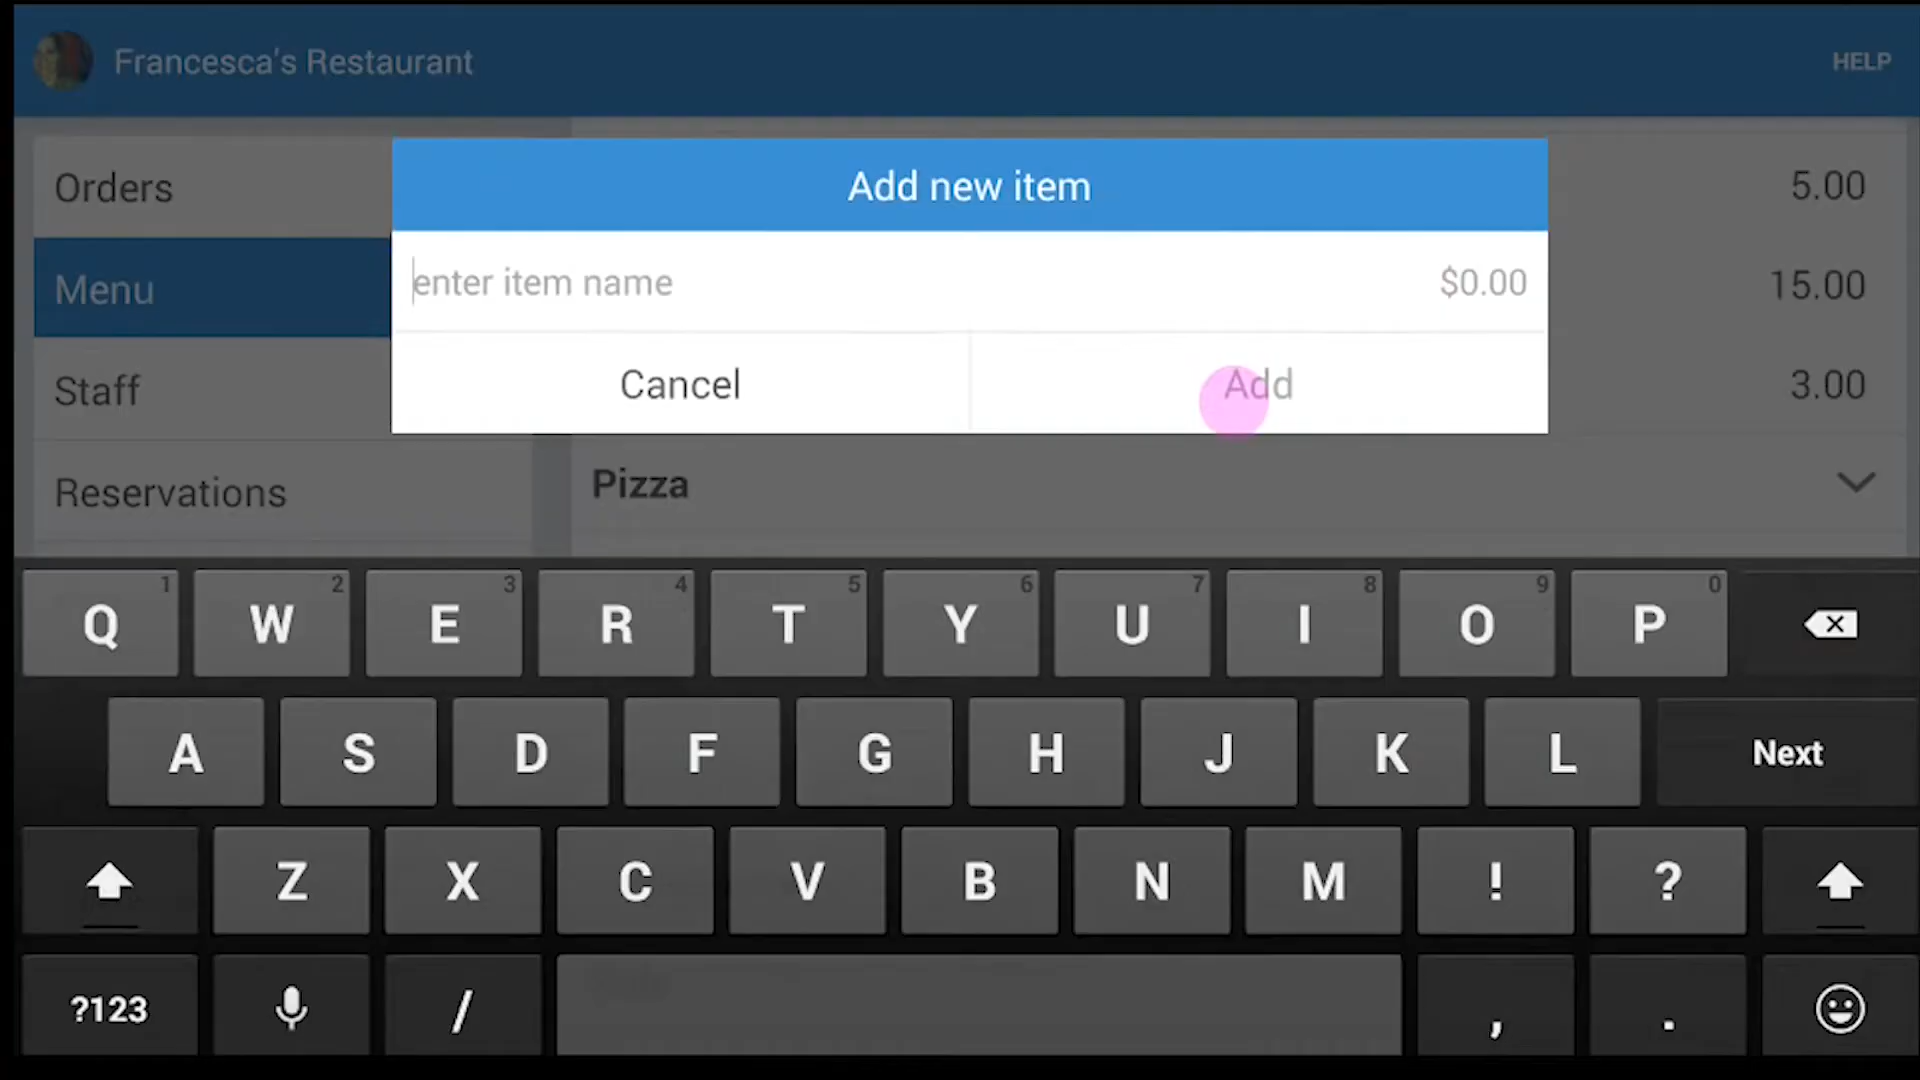 Francesca's Restaurant
HELP
Add new item
Orders
5.00
enter item name
$0.00
Menu
15.00
Cancel
Add
Staff
3.00
Pizza
Reservations
1 2 3 4 5 6 7 8 9 0
Q W E R T Y U I O P
A S D F G H J K L Next
Z X C V B N M ! ?
?123 / , .